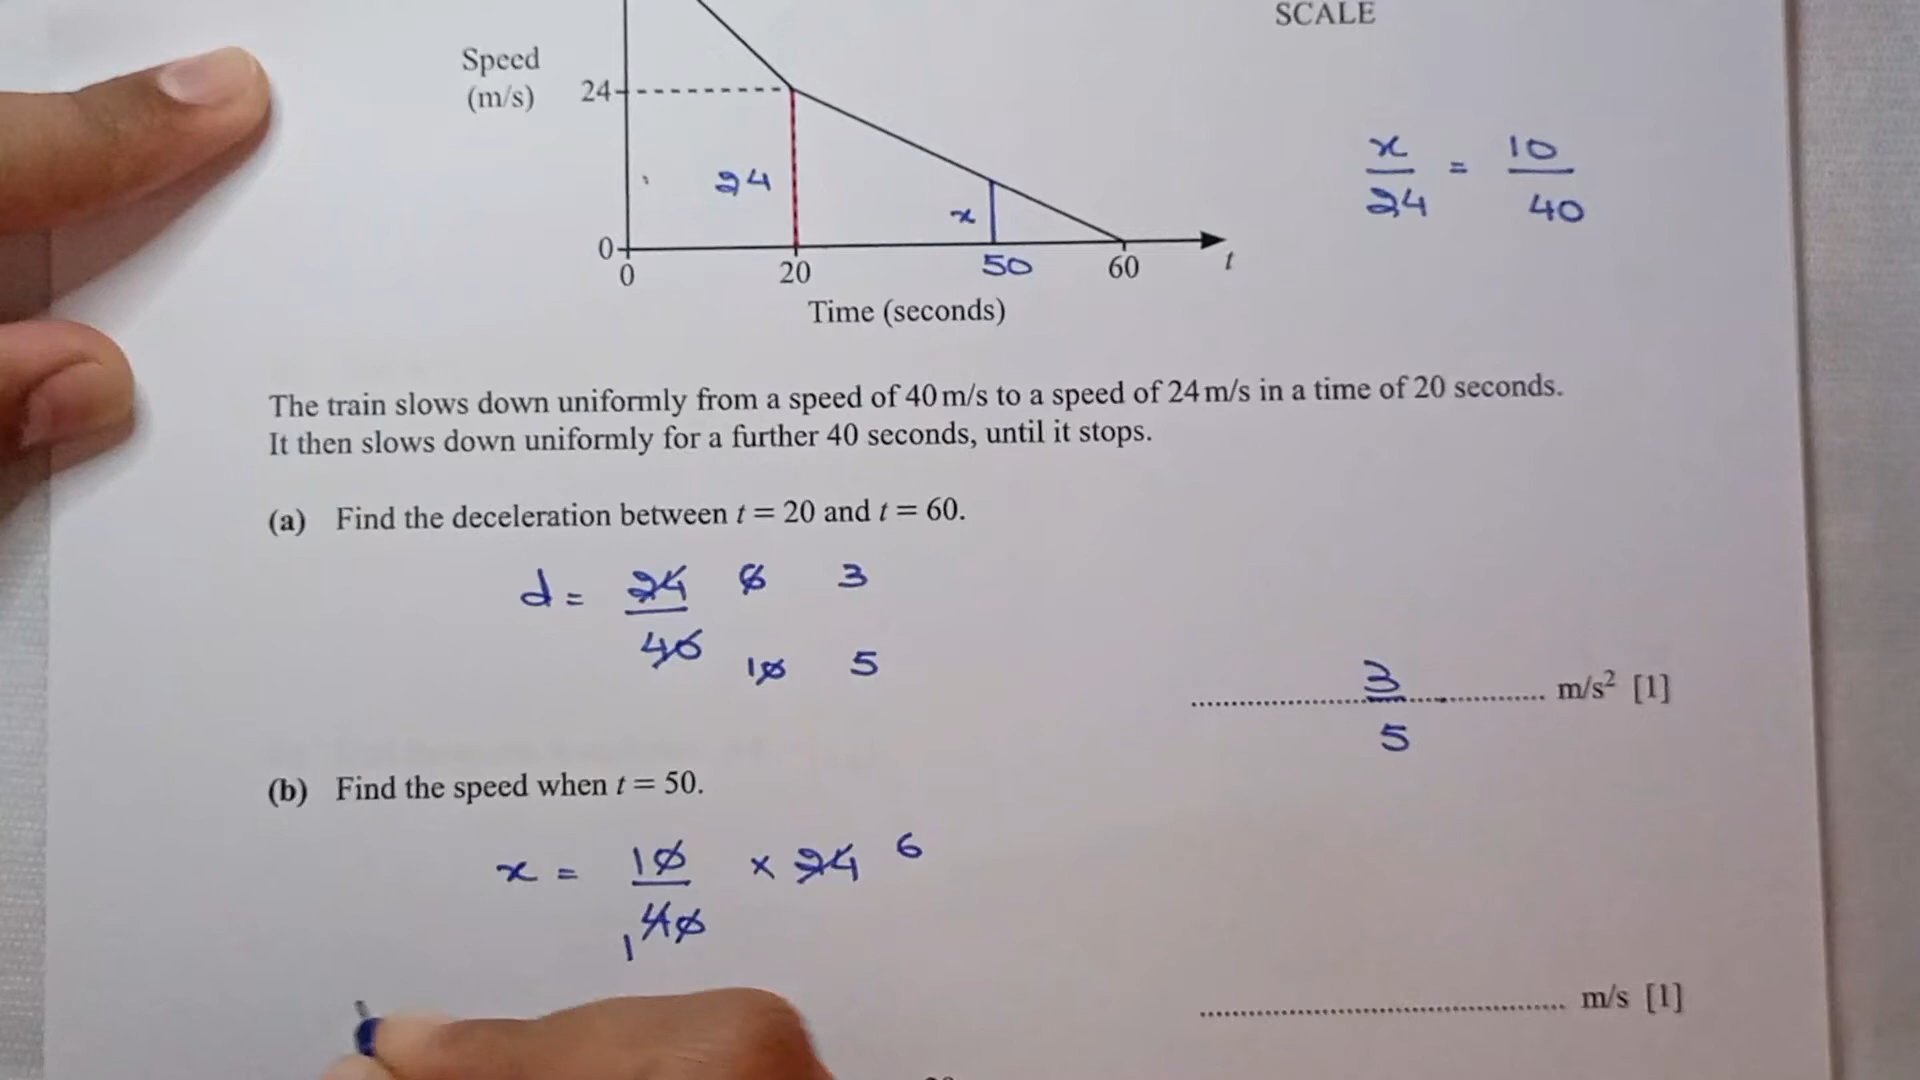 SCALE
Speed
(m/s)
24
24
x
0
0
20
50
60
t
Time (seconds)
x/24 = 10/40
The train slows down uniformly from a speed of 40 m/s to a speed of 24 m/s in a time of 20 seconds.
It then slows down uniformly for a further 40 seconds, until it stops.
(a) Find the deceleration between t = 20 and t = 60.
d = 24 6 3
40 10 5
3
.......... m/s² [1]
5
(b) Find the speed when t = 50.
x = 10 × 24 6
1 40
.......... m/s [1]